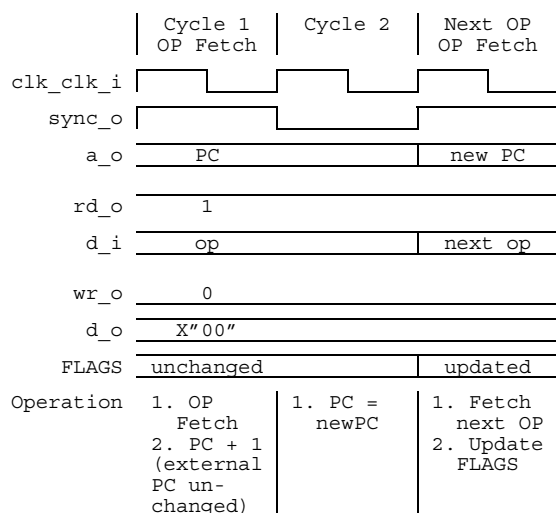 Cycle 1 Cycle 2 Next OP
OP Fetch OP Fetch
clk_clk_i
sync_o
a_o PC new PC
rd_o 1
d_i op next op
wr_o 0
d_o X"00"
FLAGS unchanged updated
Operation 1. OP 1. PC = 1. Fetch
Fetch newPC next OP
2. PC + 1 2. Update
(external FLAGS
PC un-
changed)